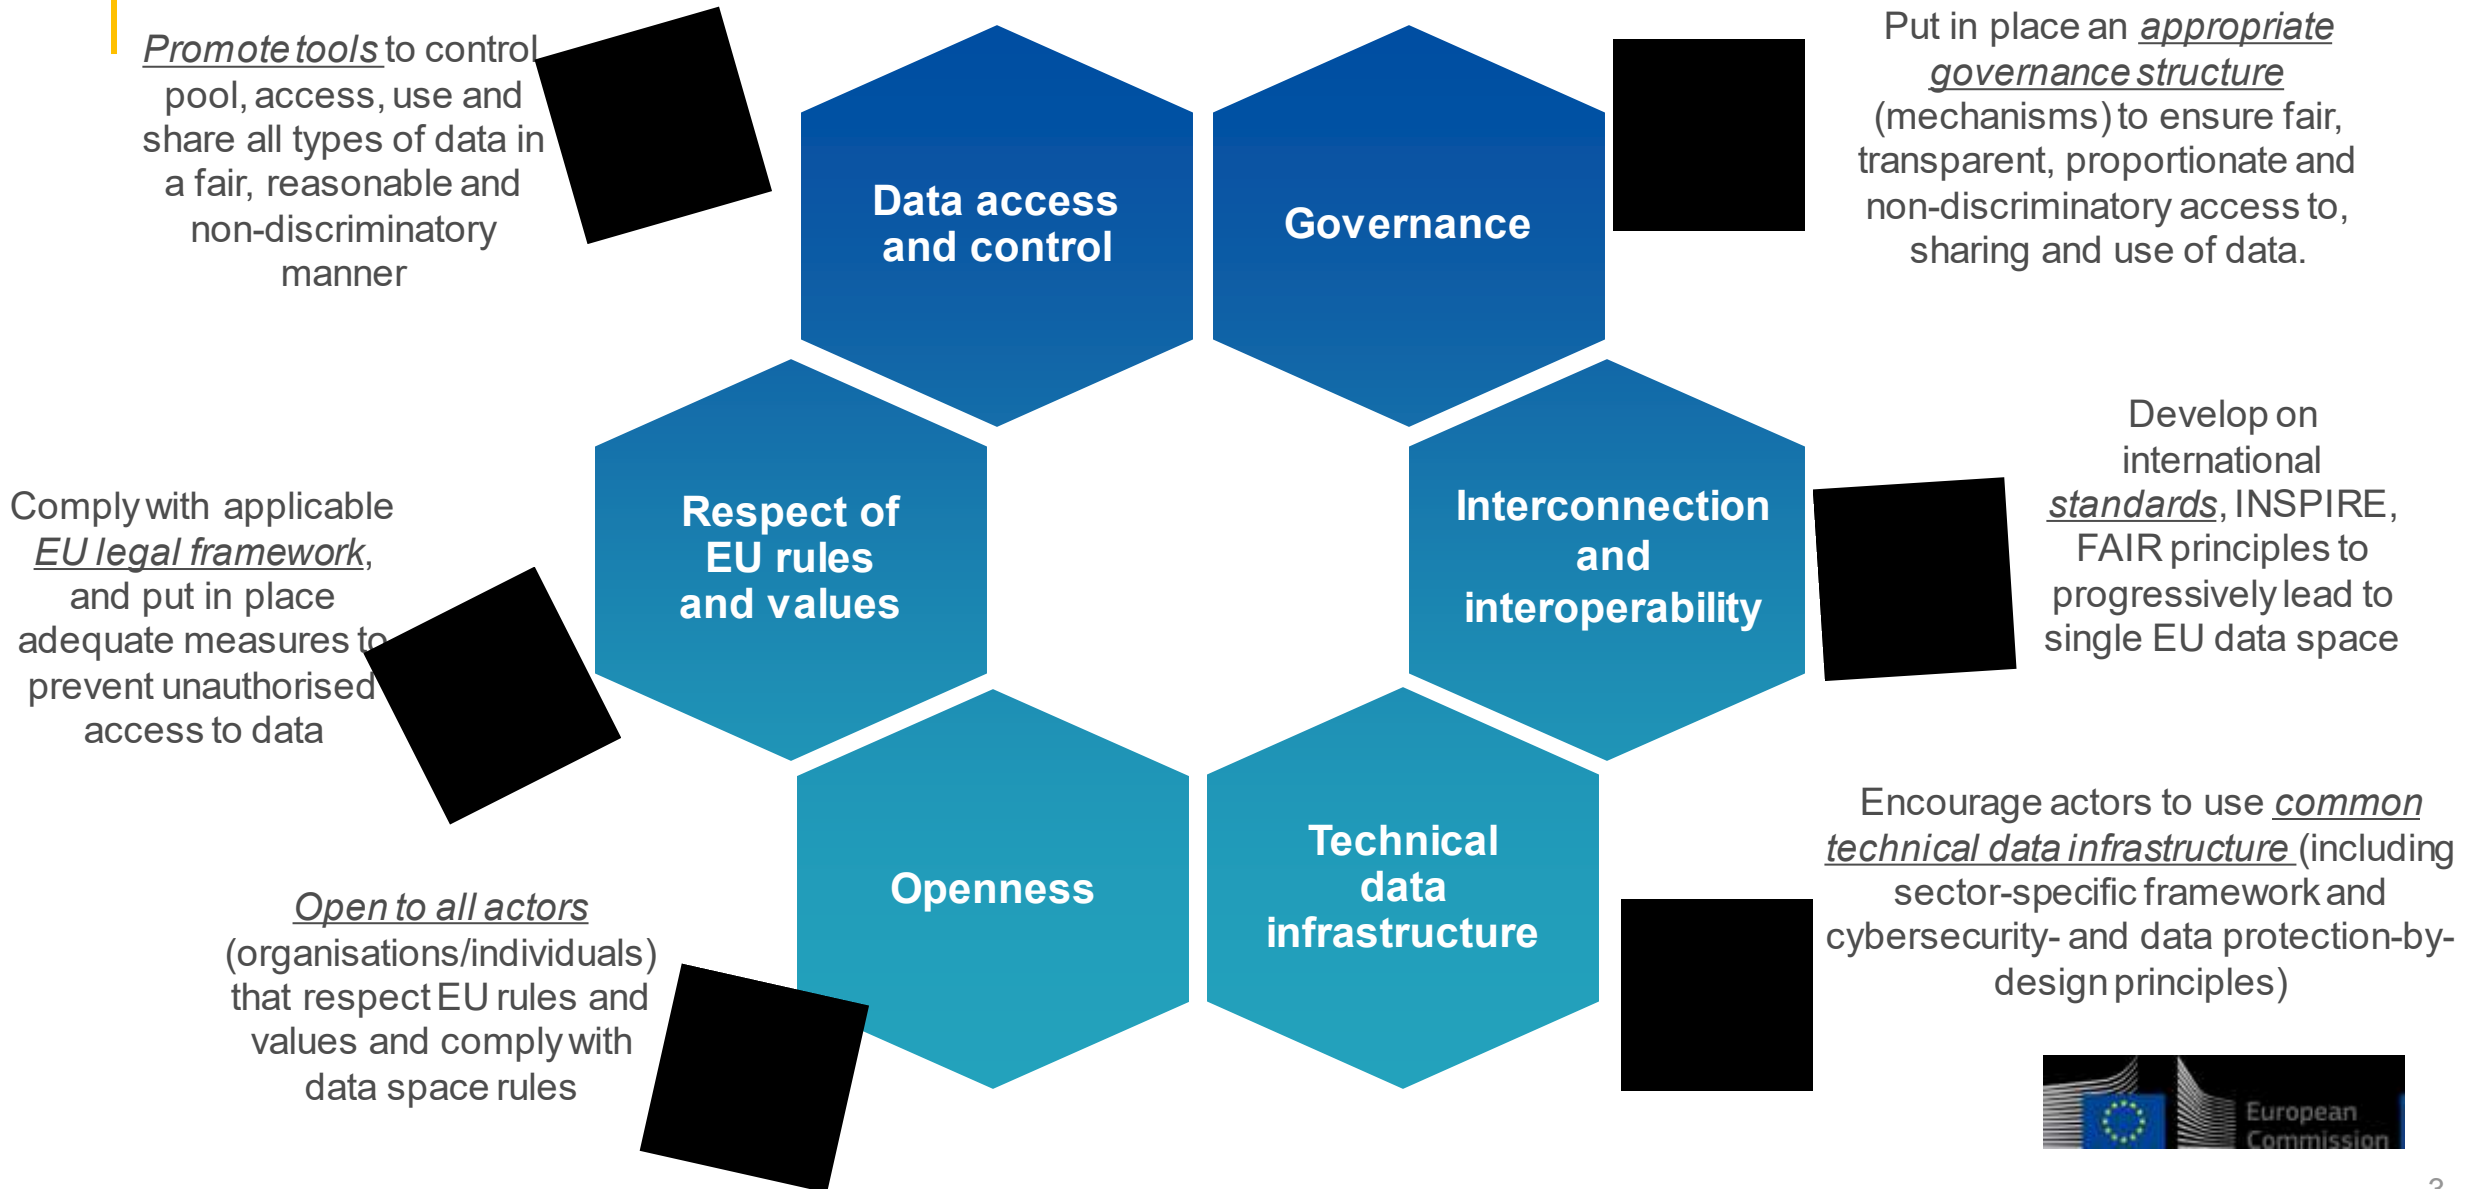 Promote tools to control,
pool, access, use and
share all types of data in
a fair, reasonable and
non-discriminatory
manner
Data access
and control
Governance
Put in place an appropriate
governance structure
(mechanisms) to ensure fair,
transparent, proportionate and
non-discriminatory access to,
sharing and use of data.
Comply with applicable
EU legal framework,
and put in place
adequate measures to
prevent unauthorised
access to data
Respect of
EU rules
and values
Interconnection
and
interoperability
Develop on
international
standards, INSPIRE,
FAIR principles to
progressively lead to
single EU data space
Open to all actors
(organisations/individuals)
that respect EU rules and
values and comply with
data space rules
Openness
Technical
data
infrastructure
Encourage actors to use common
technical data infrastructure (including
sector-specific framework and
cybersecurity- and data protection-by-
design principles)
European
Commission
3